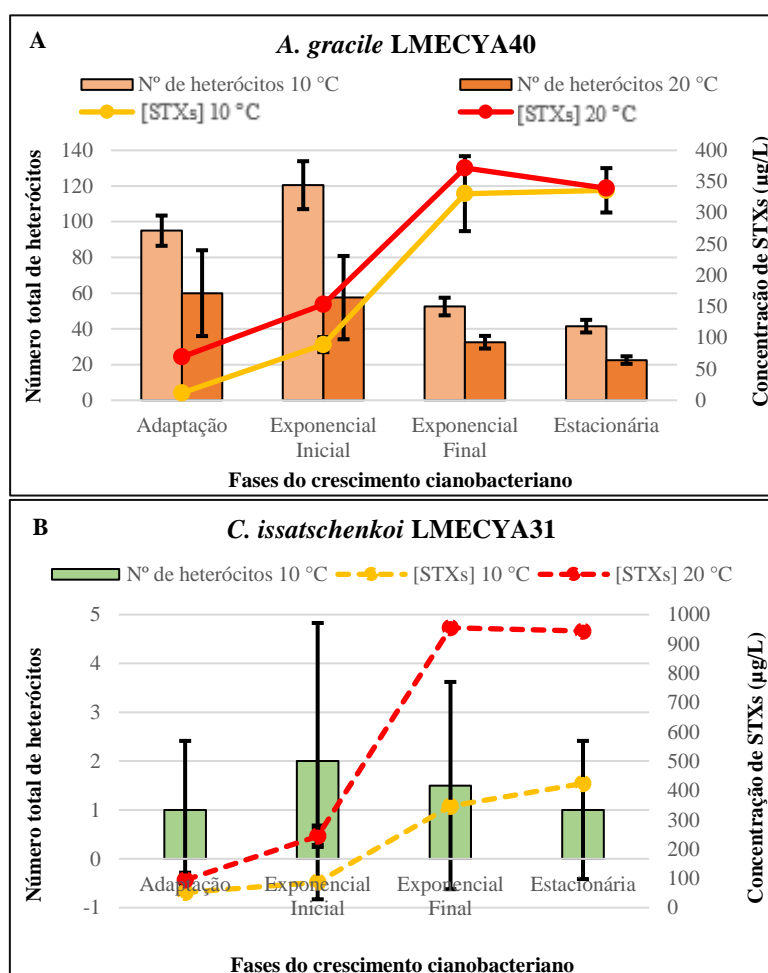 A
A. gracile LMECYA40
Nº de heterócitos 10 °C
Nº de heterócitos 20 °C
[STXs] 10 °C
[STXs] 20 °C
Número total de heterócitos
140
120
100
80
60
40
20
0
400
350
300
250
200
150
100
50
0
Concentração de STXs (µg/L)
Adaptação
Exponencial
Inicial
Exponencial
Final
Estacionária
Fases do crescimento cianobacteriano
B
C. issatschenkoi LMECYA31
Nº de heterócitos 10 °C
[STXs] 10 °C
[STXs] 20 °C
Número total de heterócitos
5
4
3
2
1
0
-1
1000
900
800
700
600
500
400
300
200
100
0
Concentração de STXs (µg/L)
Adaptação
Exponencial
Inicial
Exponencial
Final
Estacionária
Fases do crescimento cianobacteriano